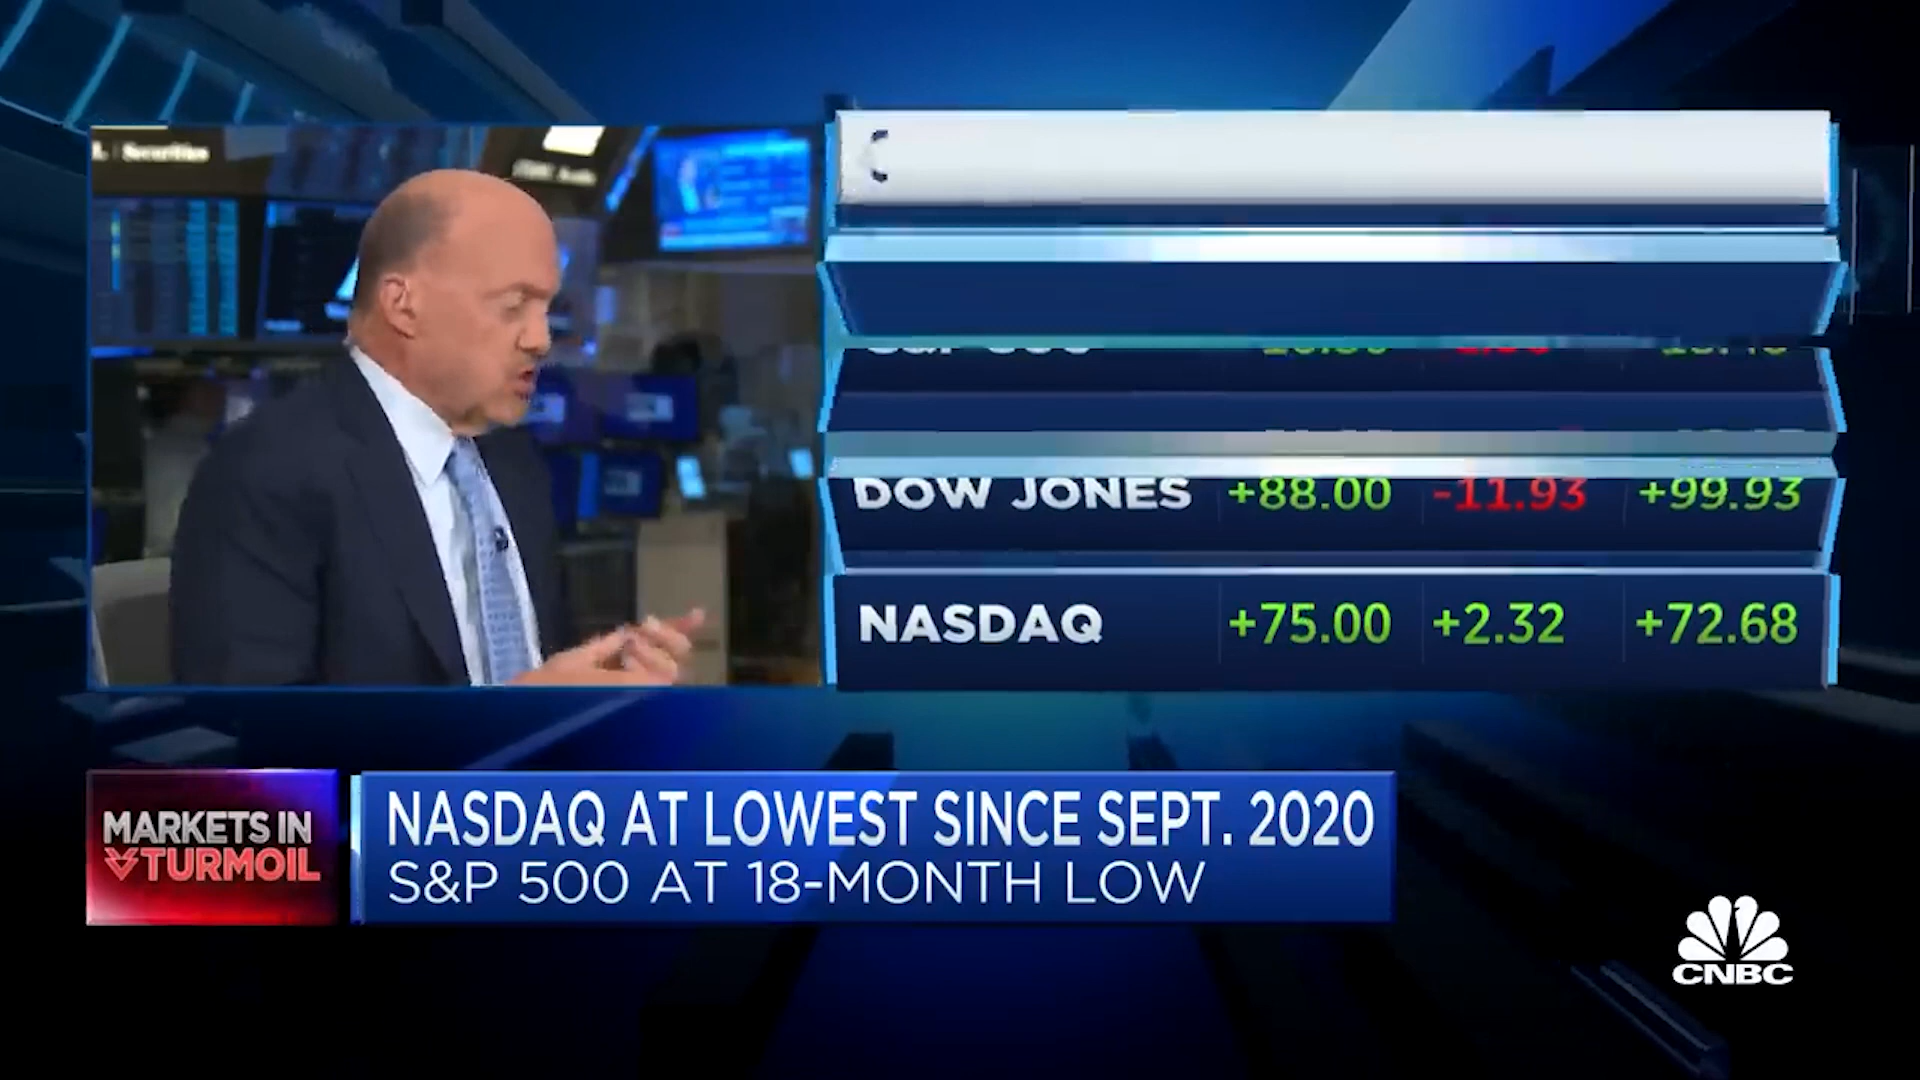 Securities
DOW JONES +88.00 -11.93 +99.93
NASDAQ +75.00 +2.32 +72.68
MARKETS IN
TURMOIL
NASDAQ AT LOWEST SINCE SEPT. 2020
S&P 500 AT 18-MONTH LOW
CNBC